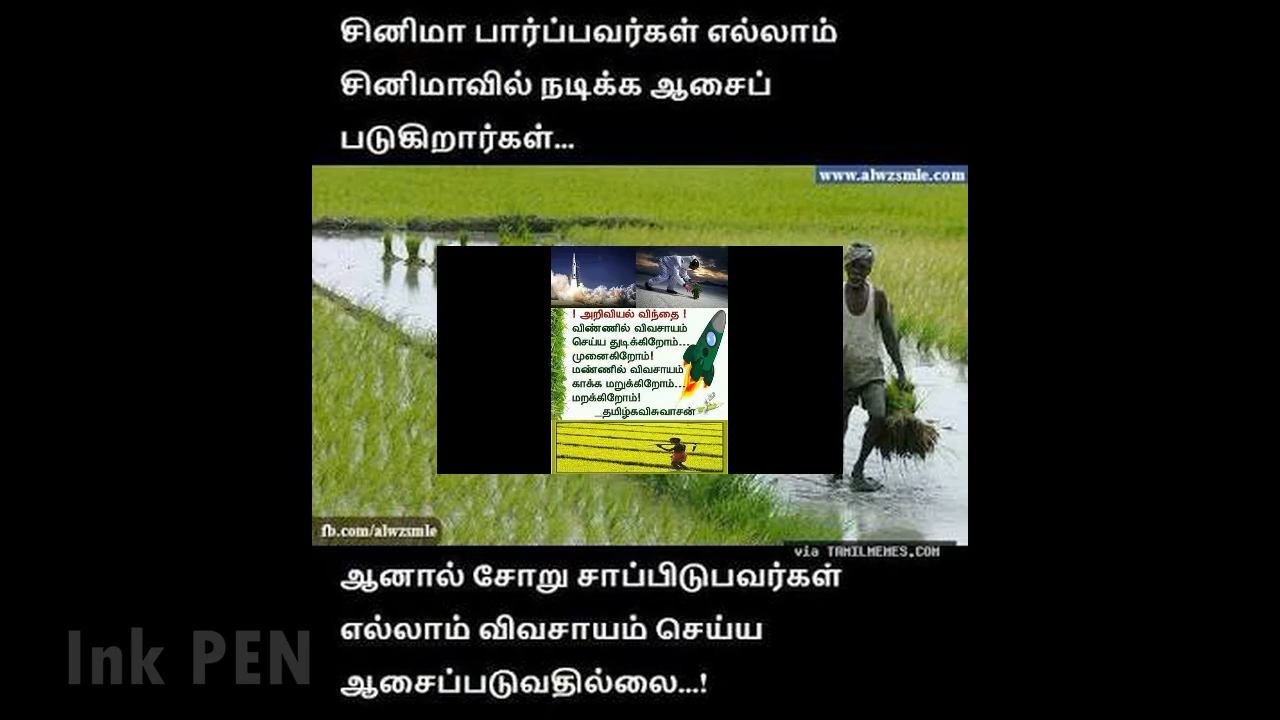 சினிமா பார்ப்பவர்கள் எல்லாம்
சினிமாவில் நடிக்க ஆசைப்
படுகிறார்கள்...
www.alwzsmle.com
! அறிவியல் விந்தை !
விண்ணில் விவசாயம்
செய்ய துடிக்கிறோம்...
முனைகிறோம்!
மண்ணில் விவசாயம்
காக்க மறுக்கிறோம்...
மறக்கிறோம்!
_தமிழ்கவிசுவாசன்
fb.com/alwzsmle
via TAMILMEMES.COM
ஆனால் சோறு சாப்பிடுபவர்கள்
எல்லாம் விவசாயம் செய்ய
ஆசைப்படுவதில்லை...!
Ink PEN